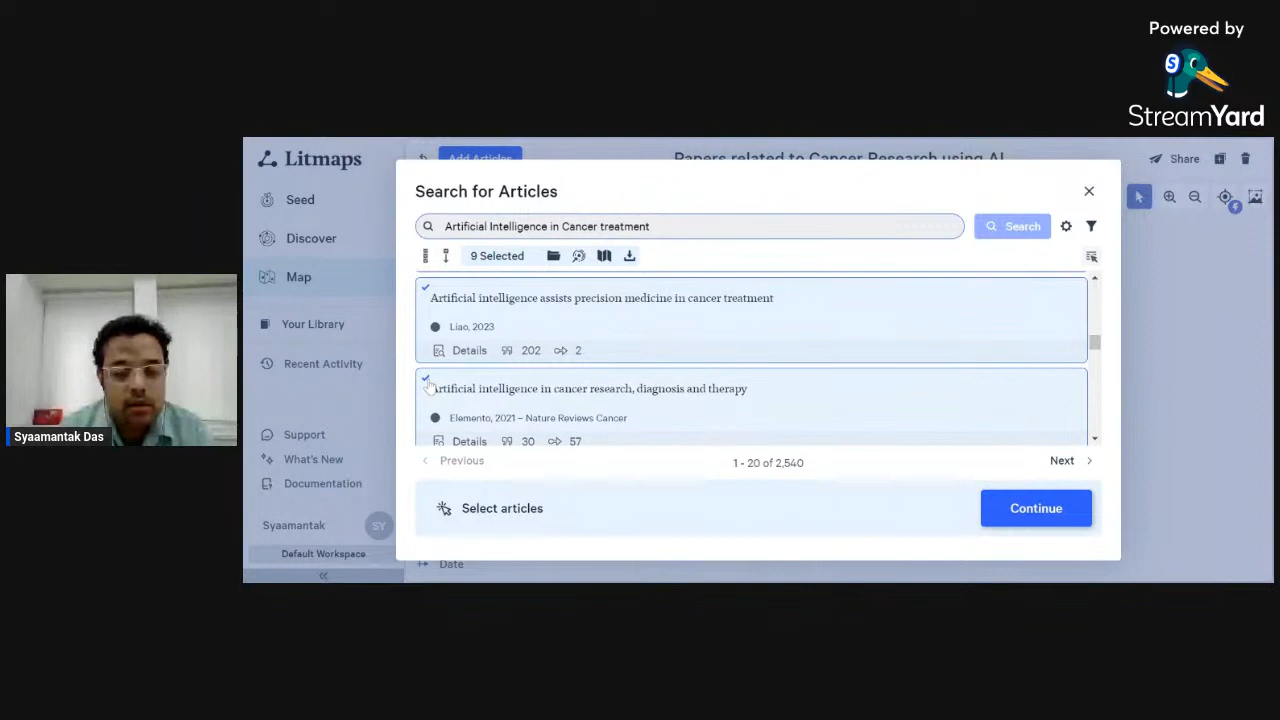 Powered by
S
StreamYard
Litmaps
Add Articles
Papers related to Cancer Research using AI
Share
Seed
Discover
Map
Your Library
Recent Activity
Support
What's New
Documentation
Syaamantak
SY
Default Workspace
Search for Articles
Artificial Intelligence in Cancer treatment
Search
9 Selected
Artificial intelligence assists precision medicine in cancer treatment
Liao, 2023
Details 202 2
Artificial intelligence in cancer research, diagnosis and therapy
Elemento, 2021 – Nature Reviews Cancer
Details 30 57
Previous
1 - 20 of 2,540
Next
Select articles
Continue
Date
Syaamantak Das